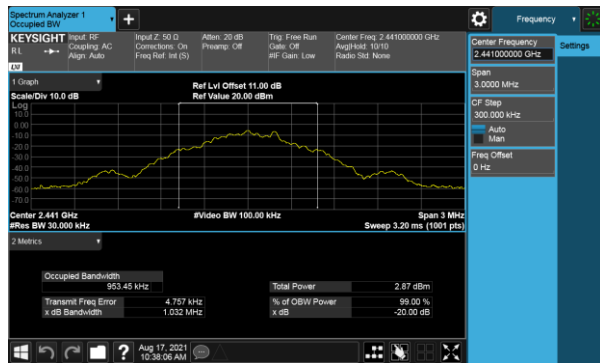 Spectrum Analyzer 1
Occupied BW
Frequency
KEYSIGHT
RL
LXI
Input: RF
Coupling: AC
Align: Auto
Input Z: 50 Ω
Corrections: On
Freq Ref: Int (S)
Atten: 20 dB
Preamp: Off
Trig: Free Run
Gate: Off
#IF Gain: Low
Center Freq: 2.441000000 GHz
Avg|Hold: 10/10
Radio Std: None
Center Frequency
2.441000000 GHz
Settings
Span
3.0000 MHz
CF Step
300.000 kHz
Auto
Man
Freq Offset
0 Hz
1 Graph
Scale/Div 10.0 dB
Ref Lvl Offset 11.00 dB
Ref Value 20.00 dBm
Log
10.0
0.00
-10.0
-20.0
-30.0
-40.0
-50.0
-60.0
-70.0
Center 2.441 GHz
#Res BW 30.000 kHz
#Video BW 100.00 kHz
Span 3 MHz
Sweep 3.20 ms (1001 pts)
2 Metrics
Occupied Bandwidth
953.45 kHz
Total Power 2.87 dBm
Transmit Freq Error 4.757 kHz
% of OBW Power 99.00 %
x dB Bandwidth 1.032 MHz
x dB -20.00 dB
?
Aug 17, 2021
10:38:06 AM